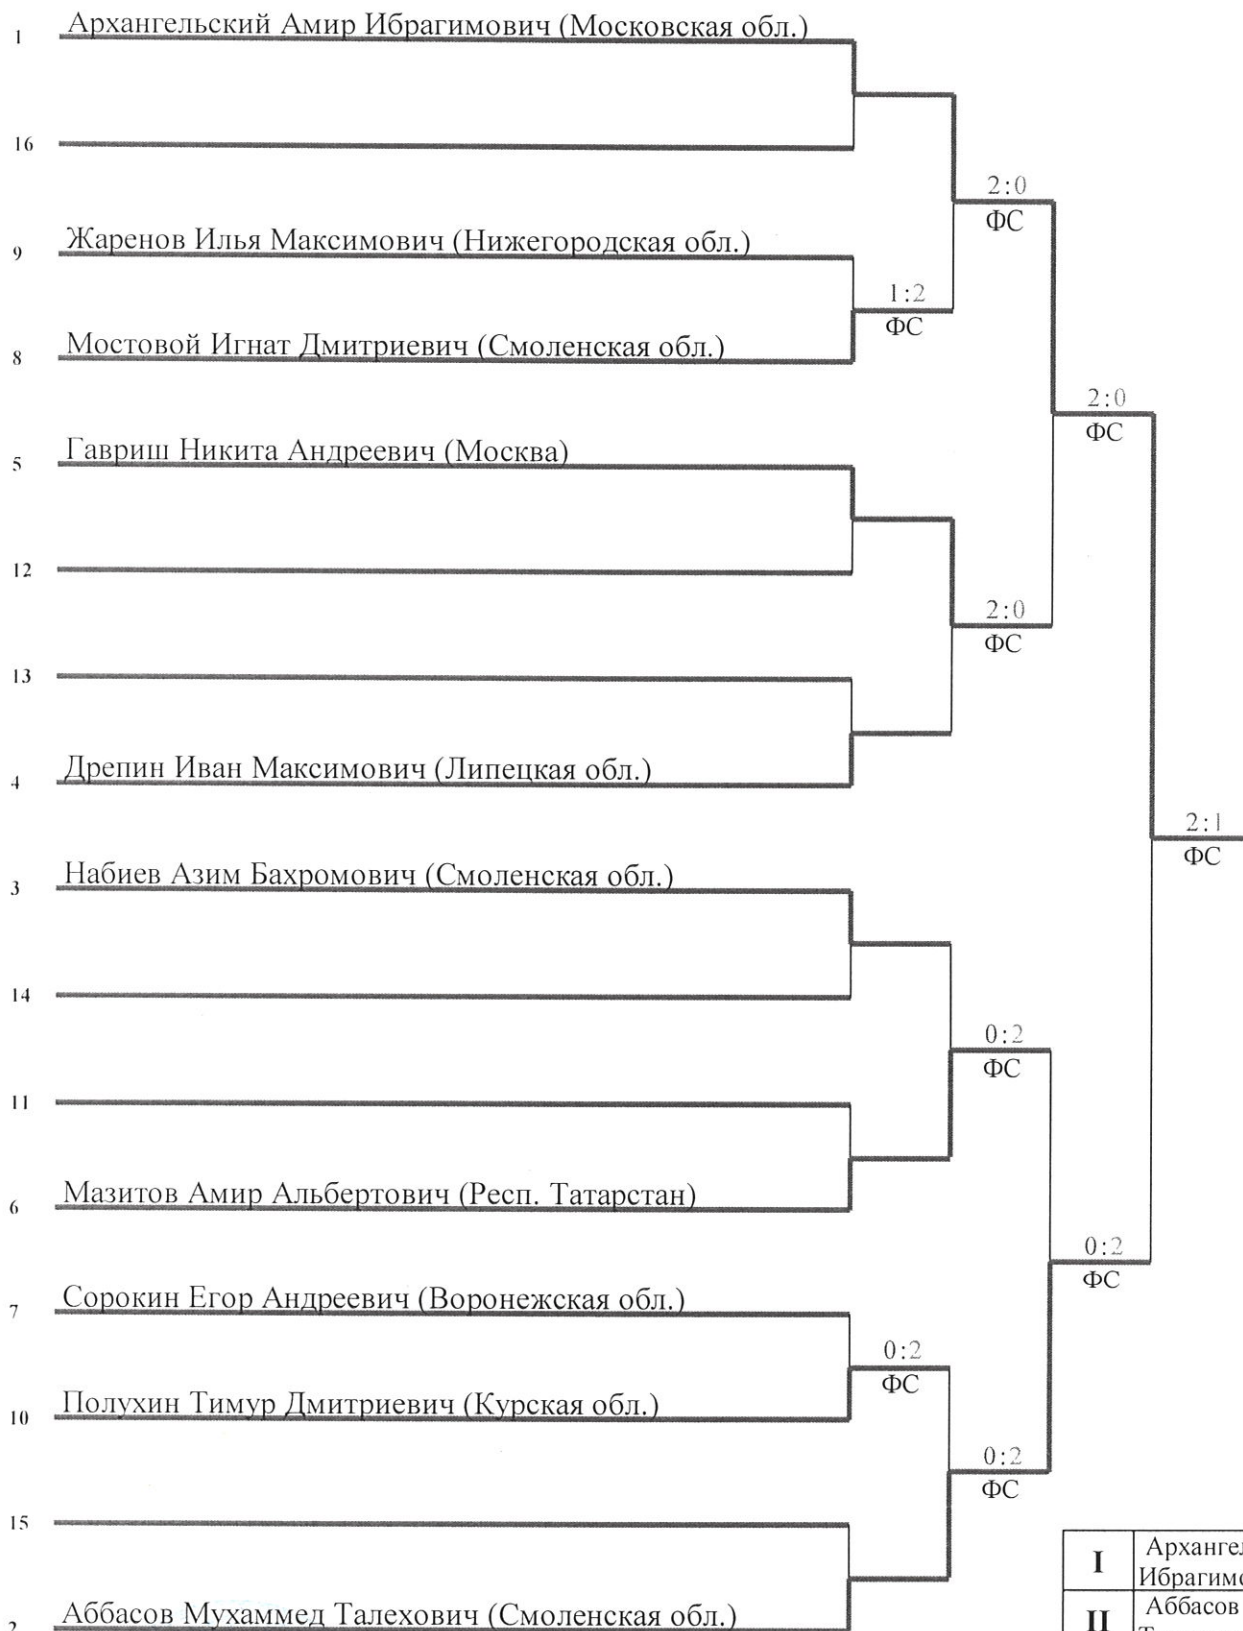 1 Архангельский Амир Ибрагимович (Московская обл.)
16
2:0
ФС
9 Жаренов Илья Максимович (Нижегородская обл.)
1:2
ФС
8 Мостовой Игнат Дмитриевич (Смоленская обл.)
2:0
ФС
5 Гавриш Никита Андреевич (Москва)
12
2:0
ФС
13
4 Дрепин Иван Максимович (Липецкая обл.)
2:1
ФС
3 Набиев Азим Бахромович (Смоленская обл.)
14
0:2
ФС
11
6 Мазитов Амир Альбертович (Респ. Татарстан)
0:2
ФС
7 Сорокин Егор Андреевич (Воронежская обл.)
0:2
ФС
10 Полухин Тимур Дмитриевич (Курская обл.)
0:2
ФС
15
I Архангел
Ибрагимо
2 Аббасов Мухаммед Талехович (Смоленская обл.)
II Аббасов